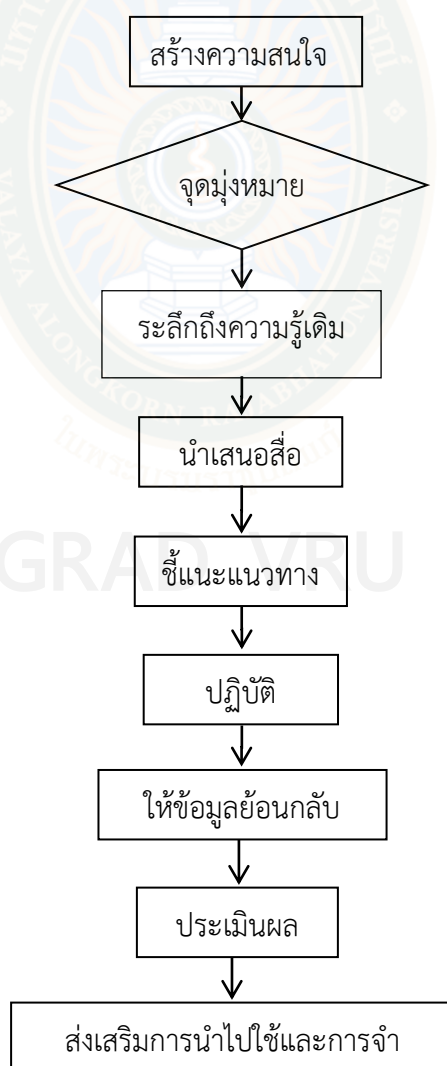 สร้างความสนใจ
จุดมุ่งหมาย
ระลึกถึงความรู้เดิม
นำเสนอสื่อ
GRAD VRU
ชี้แนะแนวทาง
ปฏิบัติ
ให้ข้อมูลย้อนกลับ
ประเมินผล
ส่งเสริมการนำไปใช้และการจำ